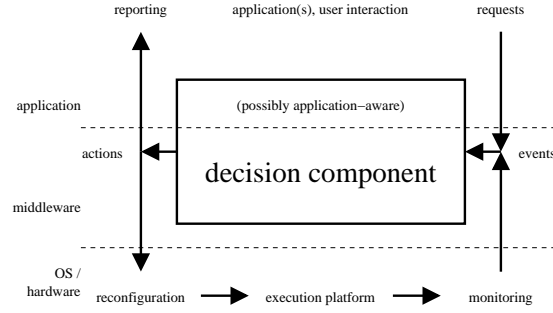 reporting application(s), user interaction requests
application (possibly application−aware)
actions events
decision component
middleware
OS /
hardware
reconfiguration execution platform monitoring